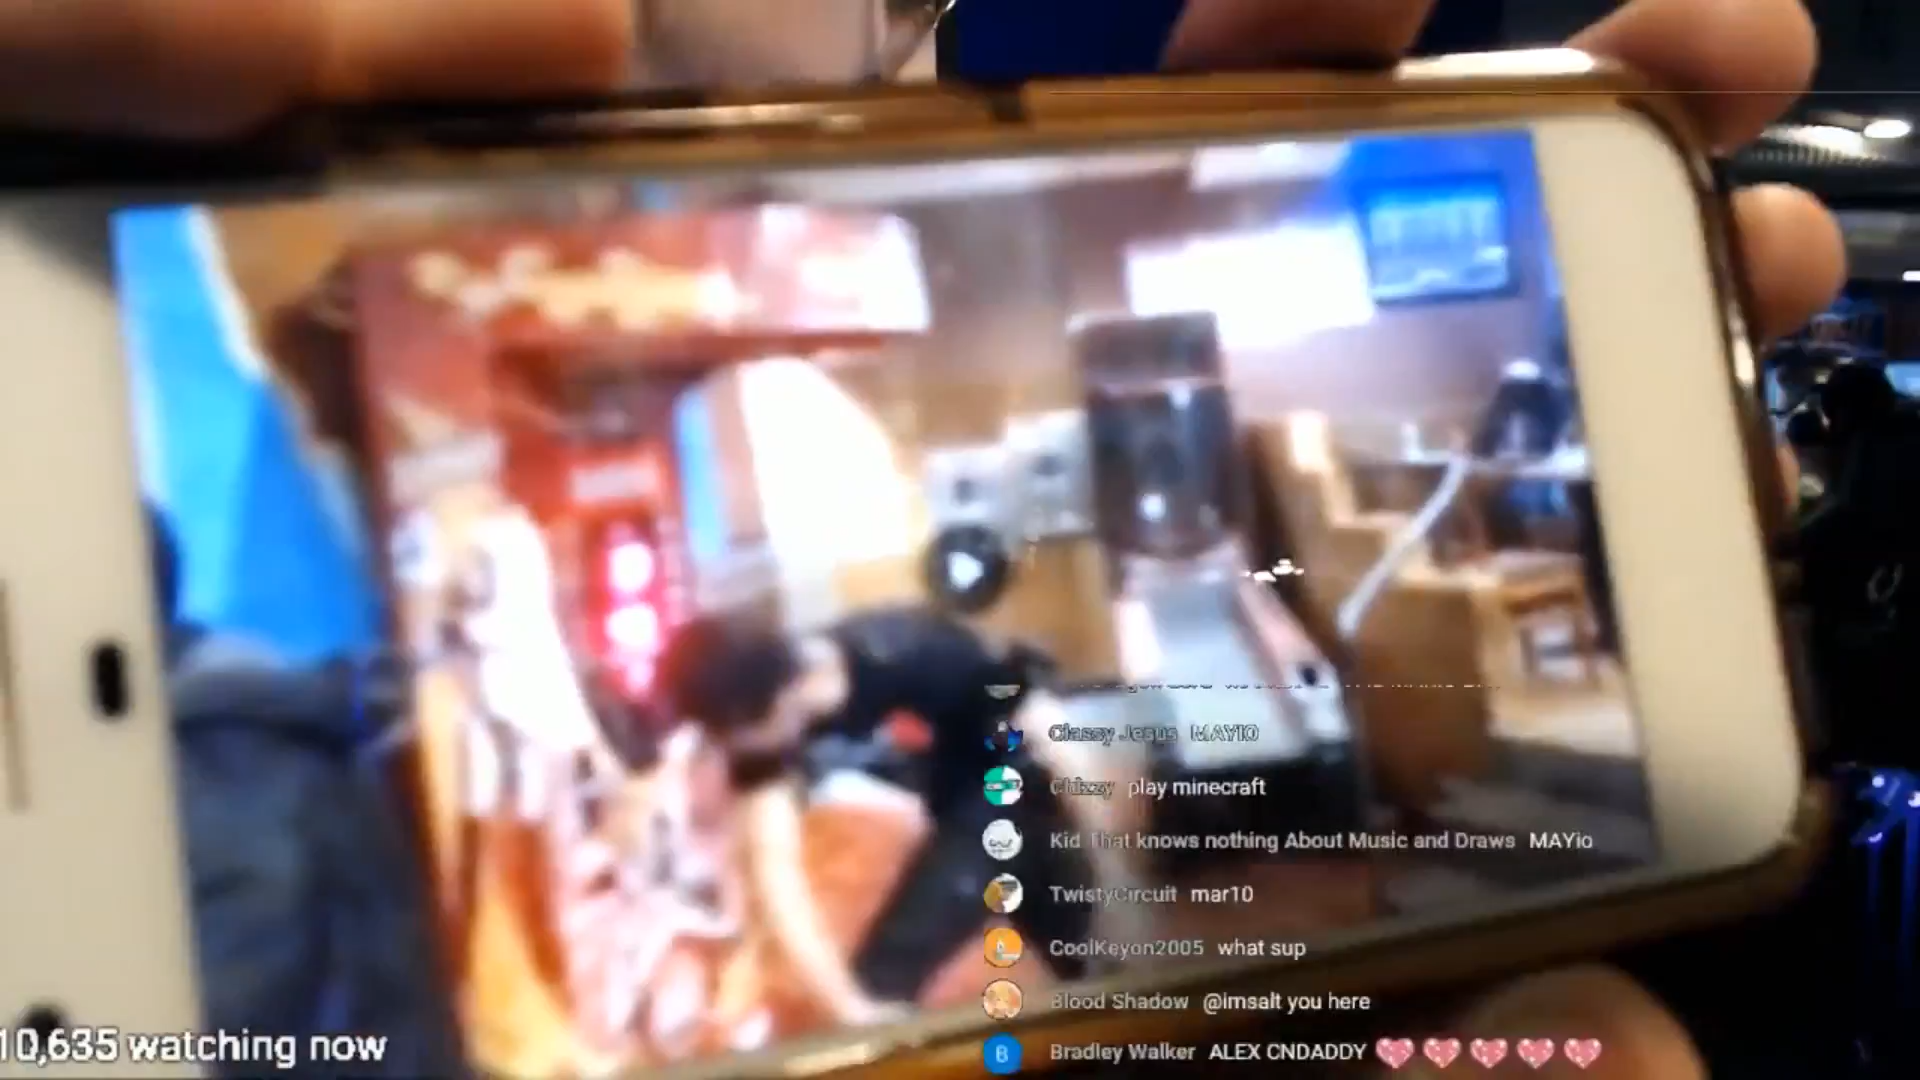 Classy Jesus MAYIO
play minecraft
Kid That knows nothing About Music and Draws MAYio
TwistyCircuit mar10
CoolKeyon2005 what sup
Blood Shadow @imsalt you here
10,635 watching now
B Bradley Walker ALEX CNDADDY 💖 💖 💖 💖 💖